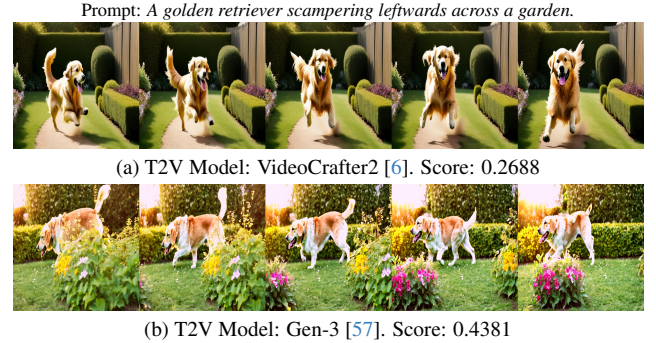 Prompt: A golden retriever scampering leftwards across a garden.
(a) T2V Model: VideoCrafter2 [6]. Score: 0.2688
(b) T2V Model: Gen-3 [57]. Score: 0.4381